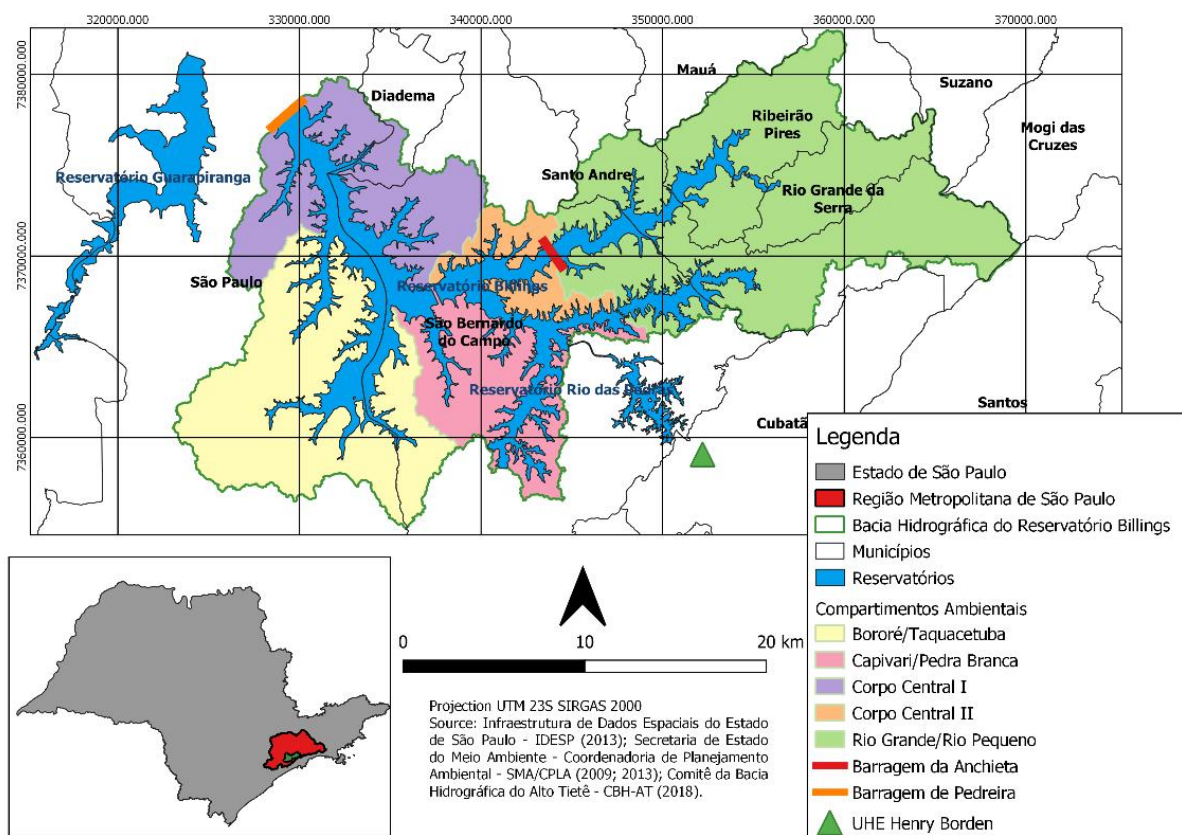 320000.000
330000.000
340000.000
350000.000
360000.000
370000.000
7380000.000
7370000.000
7360000.000
Diadema
Mauá
Suzano
Ribeirão
Pires
Mogi das
Cruzes
Reservatório Guarapiranga
Santo Andre
Rio Grande da
Serra
São Paulo
Reservatório Billings
São Bernardo
do Campo
Reservatório Rio das Pedras
Santos
Cubatã
Legenda
Estado de São Paulo
Região Metropolitana de São Paulo
Bacia Hidrográfica do Reservatório Billings
Municípios
Reservatórios
Compartimentos Ambientais
Bororé/Taquacetuba
Capivari/Pedra Branca
Corpo Central I
Corpo Central II
Rio Grande/Rio Pequeno
Barragem da Anchieta
Barragem de Pedreira
UHE Henry Borden
0
10
20 km
Projection UTM 23S SIRGAS 2000
Source: Infraestrutura de Dados Espaciais do Estado
de São Paulo - IDESP (2013); Secretaria de Estado
do Meio Ambiente - Coordenadoria de Planejamento
Ambiental - SMA/CPLA (2009; 2013); Comitê da Bacia
Hidrográfica do Alto Tietê - CBH-AT (2018).